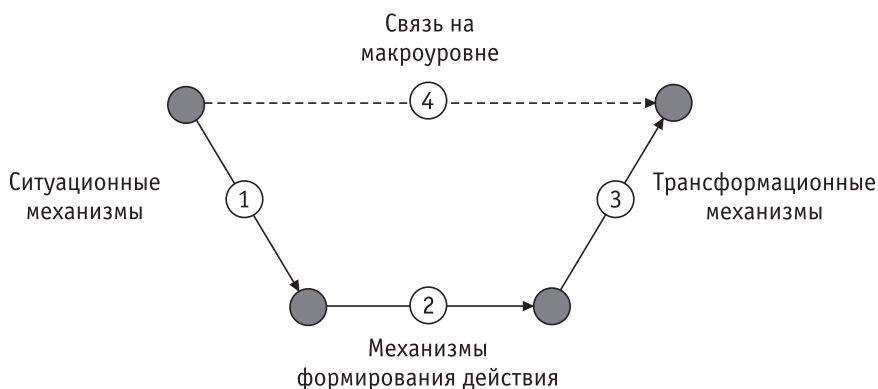 Связь на
макроуровне
4
Ситуационные
механизмы
1
3
Трансформационные
механизмы
2
Механизмы
формирования действия